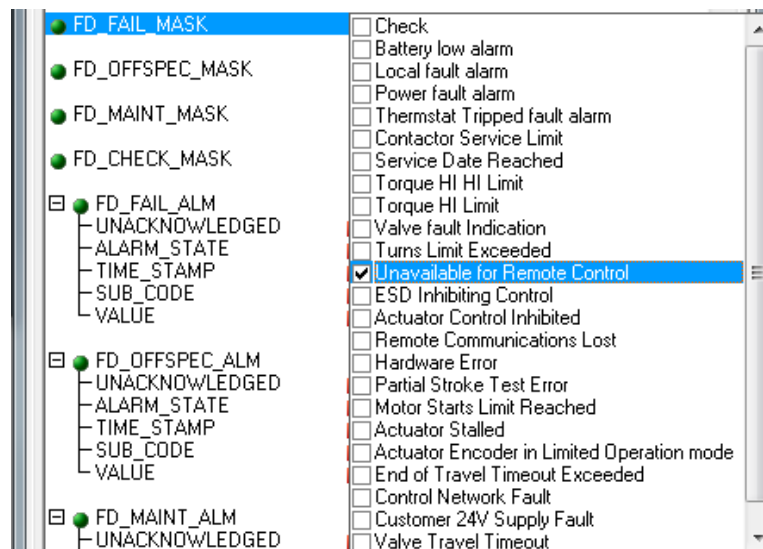 FD_FAIL_MASK
FD_OFFSPEC_MASK
FD_MAINT_MASK
FD_CHECK_MASK
FD_FAIL_ALM
UNACKNOWLEDGED
ALARM_STATE
TIME_STAMP
SUB_CODE
VALUE
FD_OFFSPEC_ALM
UNACKNOWLEDGED
ALARM_STATE
TIME_STAMP
SUB_CODE
VALUE
FD_MAINT_ALM
UNACKNOWLEDGED
Check
Battery low alarm
Local fault alarm
Power fault alarm
Thermstat Tripped fault alarm
Contactor Service Limit
Service Date Reached
Torque HI HI Limit
Torque HI Limit
Valve fault Indication
Turns Limit Exceeded
Unavailable for Remote Control
ESD Inhibiting Control
Actuator Control Inhibited
Remote Communications Lost
Hardware Error
Partial Stroke Test Error
Motor Starts Limit Reached
Actuator Stalled
Actuator Encoder in Limited Operation mode
End of Travel Timeout Exceeded
Control Network Fault
Customer 24V Supply Fault
Valve Travel Timeout